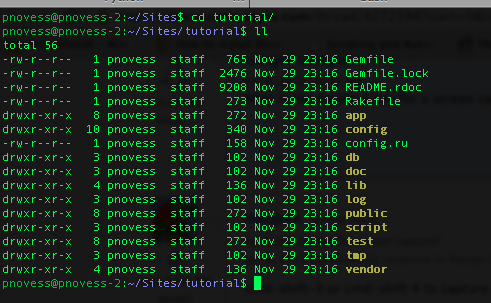 pnovess@pnovess-2:~/Sites$ cd tutorial/
pnovess@pnovess-2:~/Sites/tutorial$ ll
total 56
-rw-r--r--   1 pnovess  staff   765 Nov 29 23:16 Gemfile
-rw-r--r--   1 pnovess  staff  2476 Nov 29 23:16 Gemfile.lock
-rw-r--r--   1 pnovess  staff  9208 Nov 29 23:16 README.rdoc
-rw-r--r--   1 pnovess  staff   273 Nov 29 23:16 Rakefile
drwxr-xr-x   8 pnovess  staff   272 Nov 29 23:16 app
drwxr-xr-x  10 pnovess  staff   340 Nov 29 23:16 config
-rw-r--r--   1 pnovess  staff   158 Nov 29 23:16 config.ru
drwxr-xr-x   3 pnovess  staff   102 Nov 29 23:16 db
drwxr-xr-x   3 pnovess  staff   102 Nov 29 23:16 doc
drwxr-xr-x   4 pnovess  staff   136 Nov 29 23:16 lib
drwxr-xr-x   3 pnovess  staff   102 Nov 29 23:16 log
drwxr-xr-x   8 pnovess  staff   272 Nov 29 23:16 public
drwxr-xr-x   3 pnovess  staff   102 Nov 29 23:16 script
drwxr-xr-x   8 pnovess  staff   272 Nov 29 23:16 test
drwxr-xr-x   3 pnovess  staff   102 Nov 29 23:16 tmp
drwxr-xr-x   4 pnovess  staff   136 Nov 29 23:16 vendor
pnovess@pnovess-2:~/Sites/tutorial$